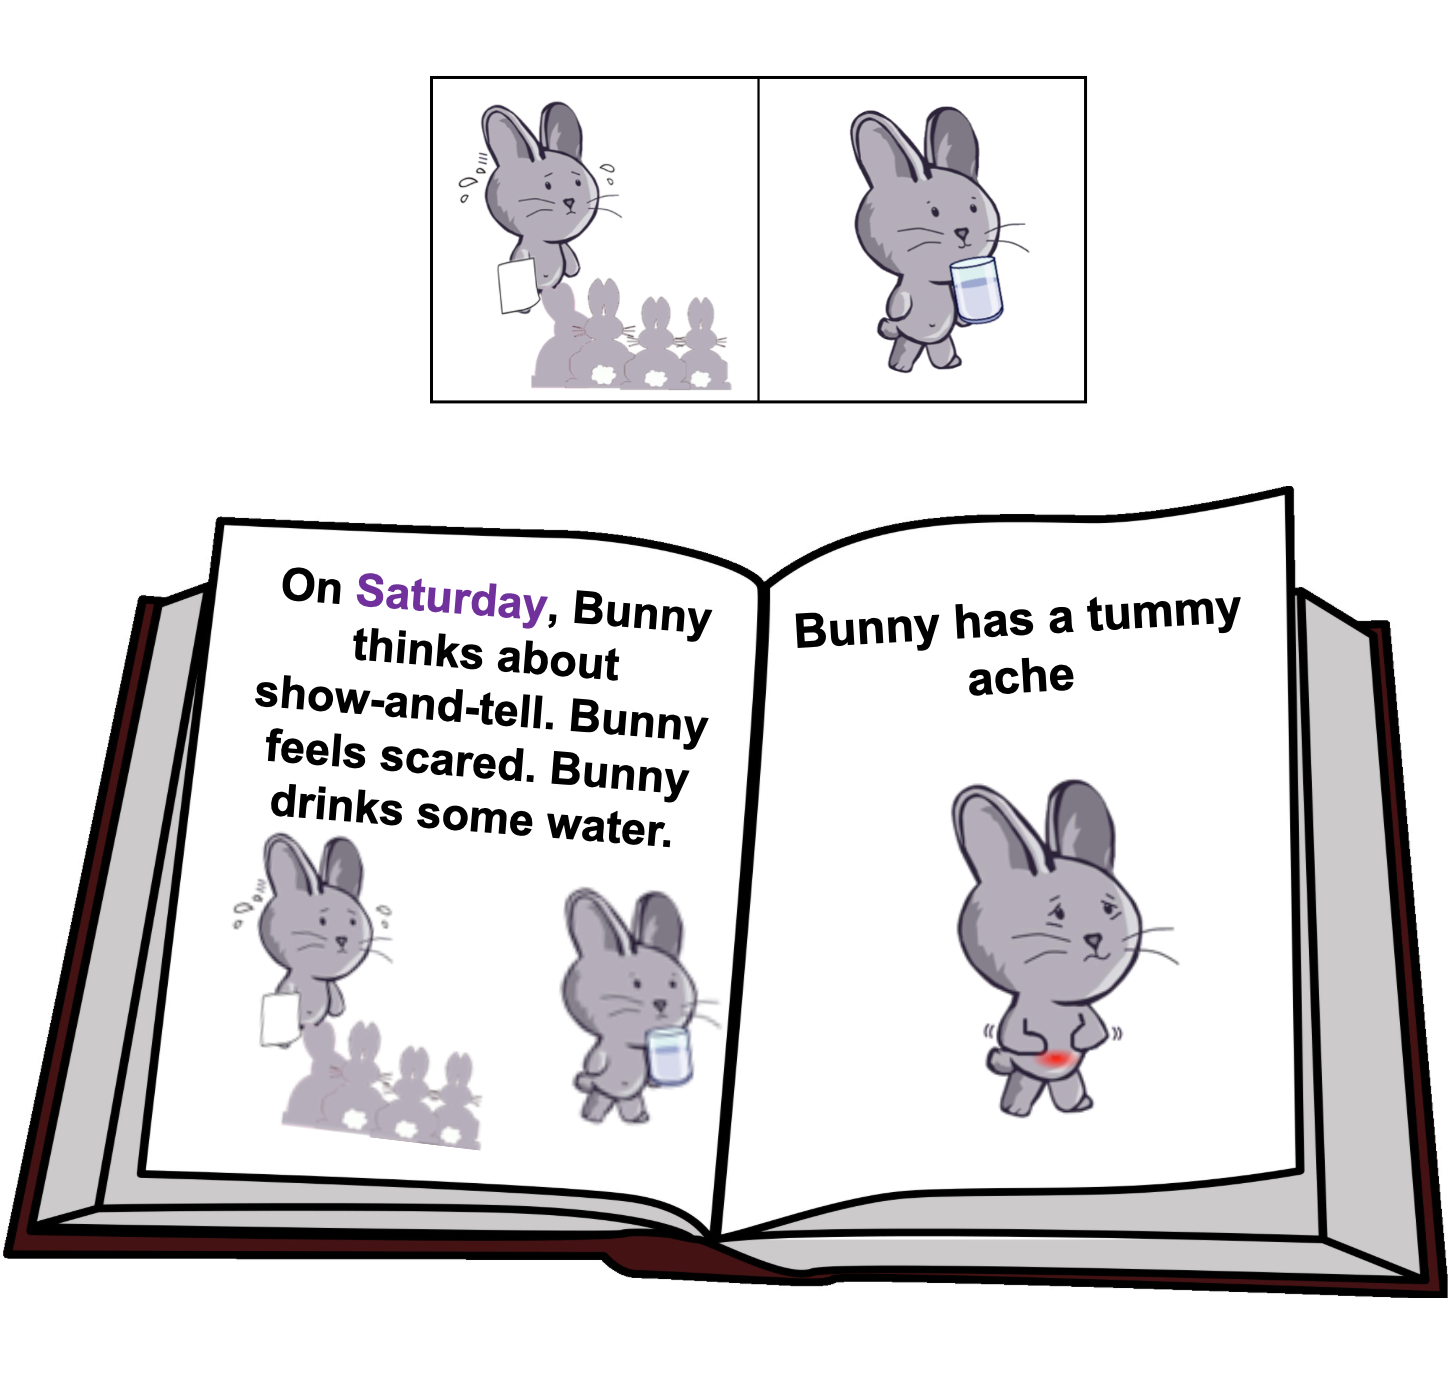 On Saturday, Bunny
thinks about
show-and-tell. Bunny
feels scared. Bunny
drinks some water.
Bunny has a tummy
ache